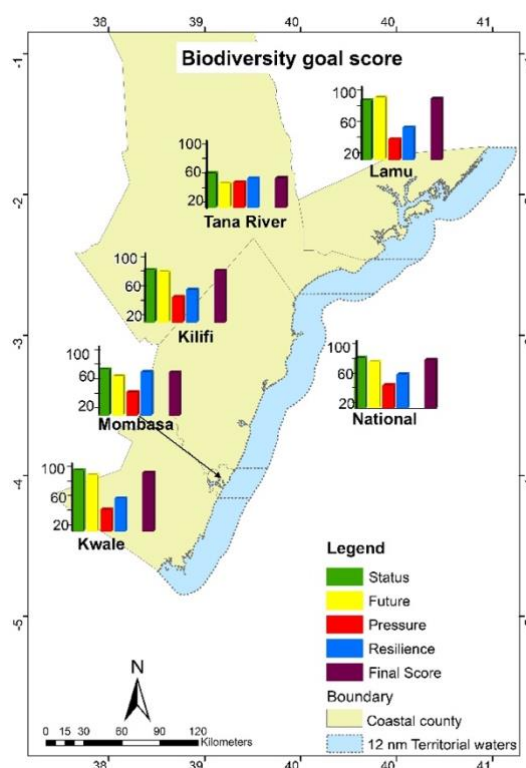 38 39 40 40 41
Biodiversity goal score
-1
100
60
20
Lamu
100
60
20
Tana River
-2
100
60
20
Kilifi
-3
100
60
20
Mombasa
100
60
20
National
-4
100
60
20
Kwale
-5
Legend
Status
Future
Pressure
Resilience
Final Score
Boundary
Coastal county
12 nm Territorial waters
N
0 15 30 60 90 120
Kilometers
38 39 40 40 41